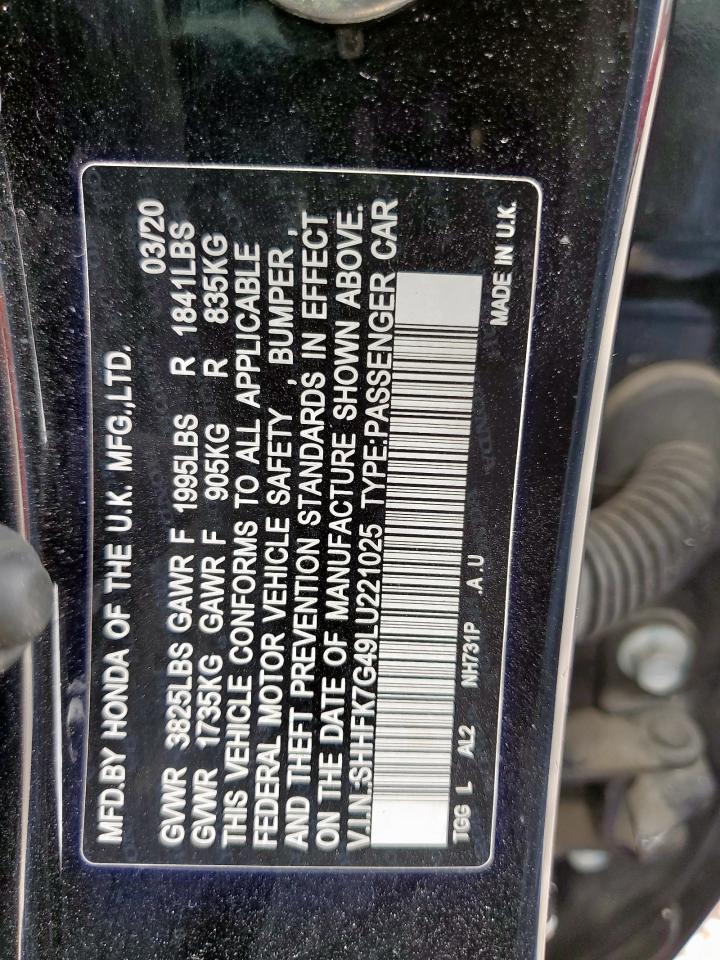 MFD.BY HONDA OF THE U.K. MFG.,LTD. 03/20
GVWR 3825LBS GAWR F 1995LBS R 1841LBS
GVWR 1735KG GAWR F 905KG R 835KG
THIS VEHICLE CONFORMS TO ALL APPLICABLE
FEDERAL MOTOR VEHICLE SAFETY , BUMPER ,
AND THEFT PREVENTION STANDARDS IN EFFECT
ON THE DATE OF MANUFACTURE SHOWN ABOVE.
V.I.N:SHHFK7G49LU221025 TYPE:PASSENGER CAR
TGG L AL2 NH731P .A .U MADE IN U.K.